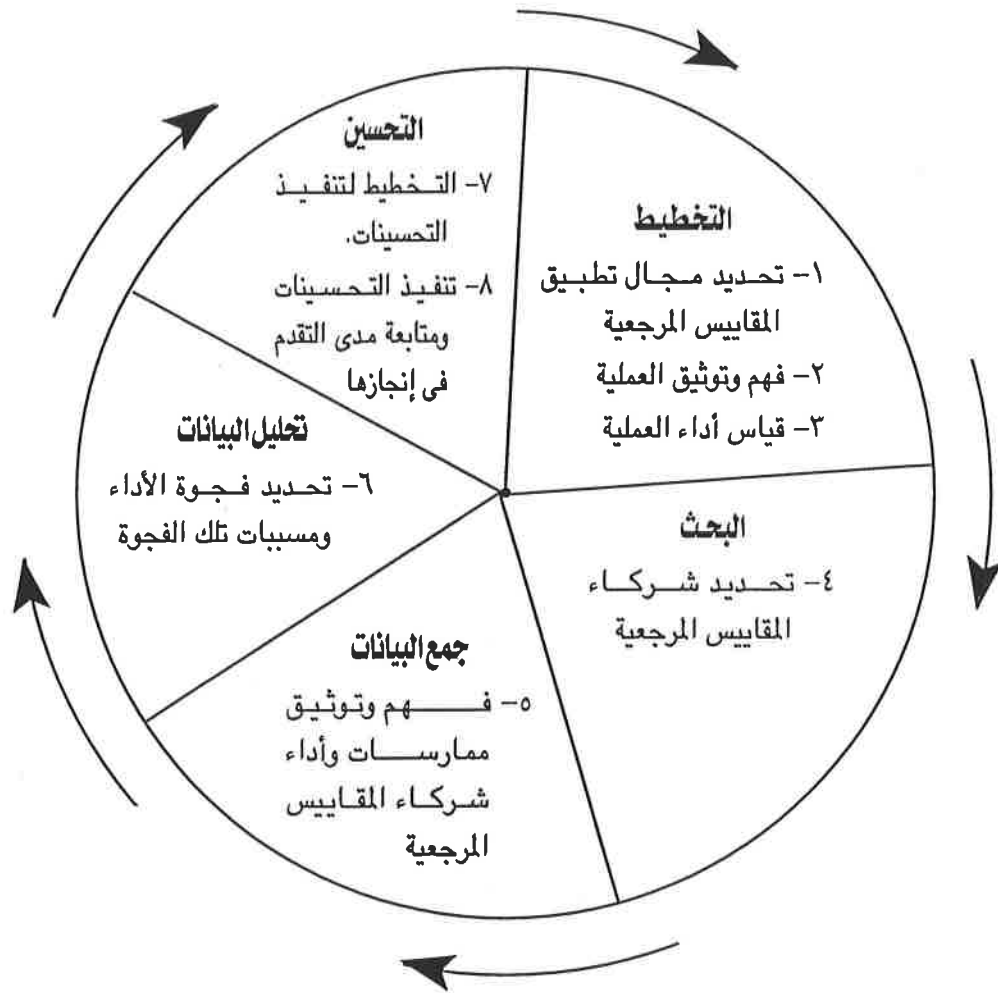 التخطيط
١- تحديد مجال تطبيق
المقاييس المرجعية
٢- فهم وتوثيق العملية
٣- قياس أداء العملية
البحث
٤- تحديد شركاء
المقاييس المرجعية
جمع البيانات
٥- فهم وتوثيق
ممارسات وأداء
شركاء المقاييس
المرجعية
تحليل البيانات
٦- تحديد فجوة الأداء
ومسببات تلك الفجوة
التحسين
٧- التخطيط لتنفيذ
التحسينات.
٨- تنفيذ التحسينات
ومتابعة مدى التقدم
فى إنجازها